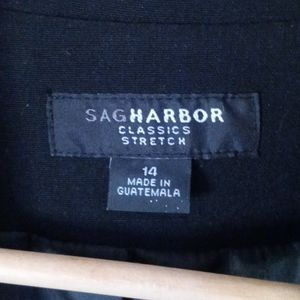 SAGHARBOR
CLASSICS
STRETCH
14
MADE IN
GUATEMALA